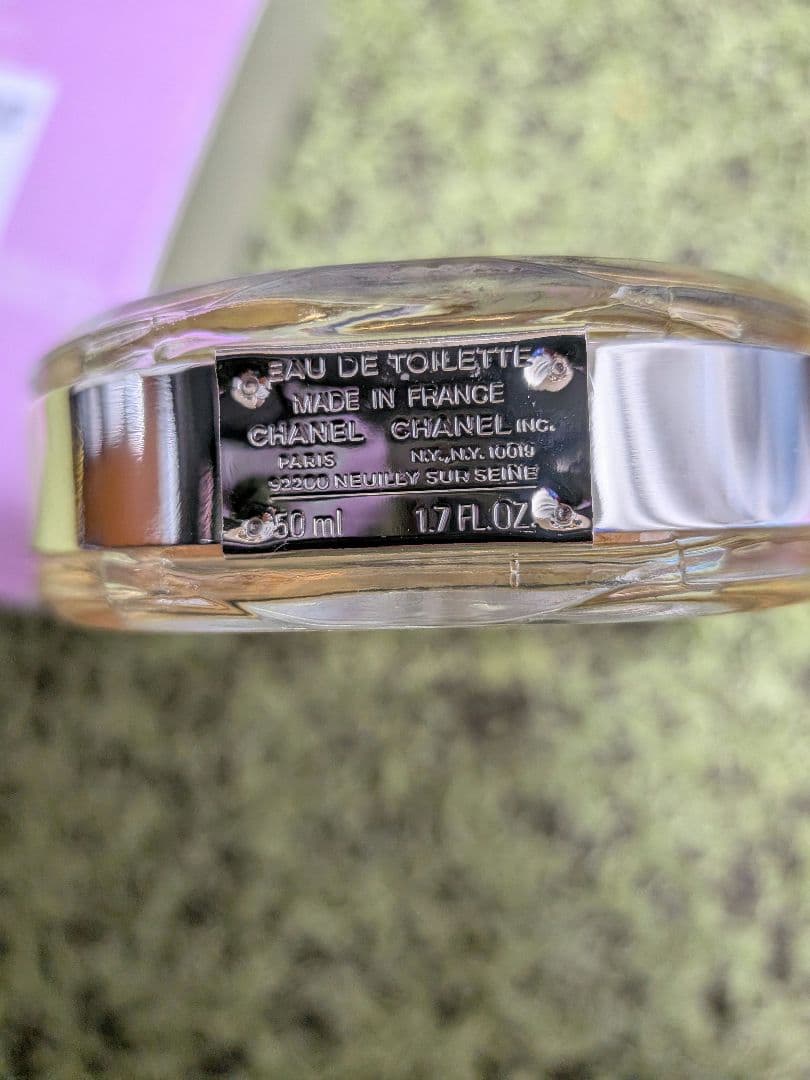 EAU DE TOILETTE
MADE IN FRANCE
CHANEL CHANEL INC.
PARIS N.Y., N.Y. 10019
92200 NEUILLY SUR SEINE
50 ml 1.7 FL.OZ.